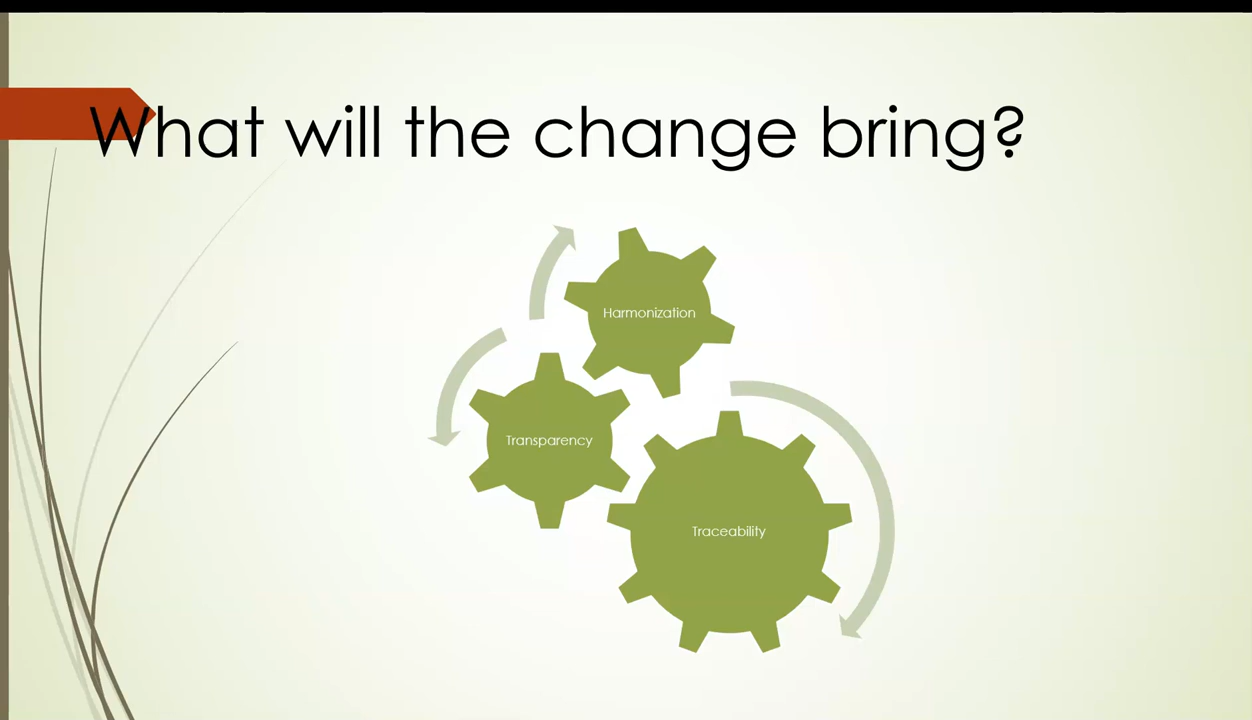 What will the change bring?
Harmonization
Transparency
Traceability